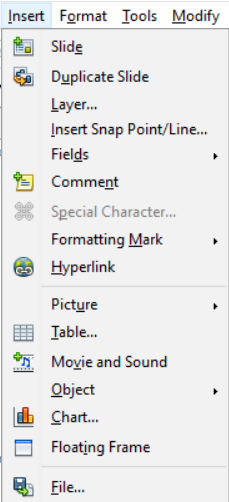 Insert Format Tools Modify
Slide
Duplicate Slide
Layer...
Insert Snap Point/Line...
Fields
Comment
Special Character...
Formatting Mark
Hyperlink
Picture
Table...
Movie and Sound
Object
Chart...
Floating Frame
File...